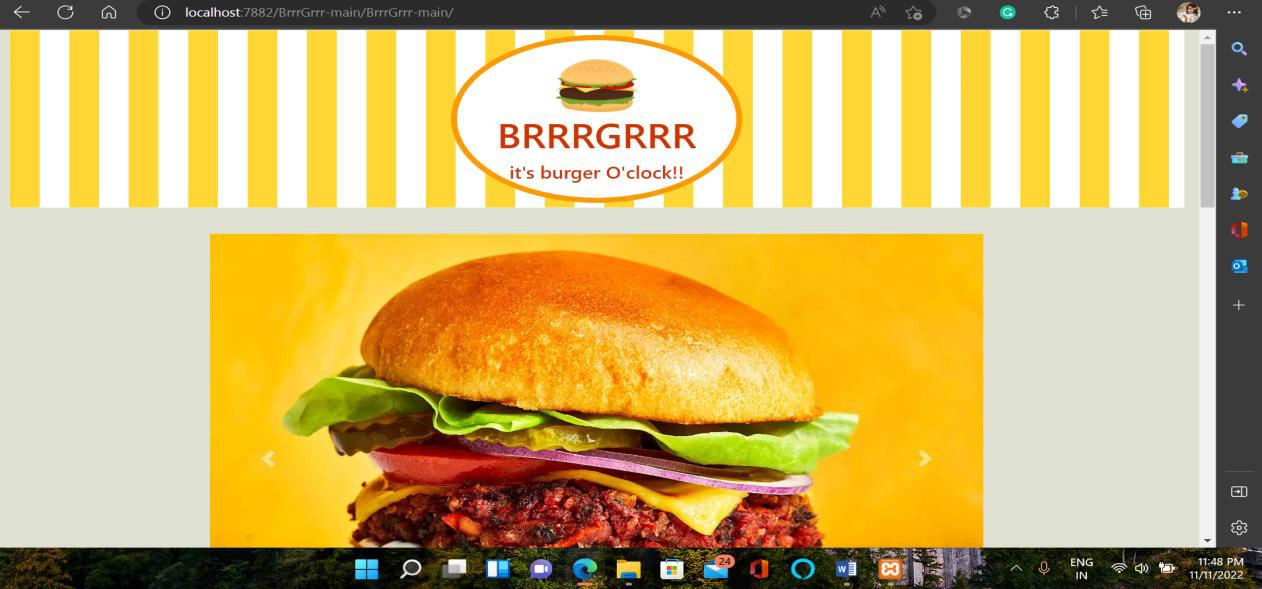 localhost:7882/BrrrGrrr-main/BrrrGrrr-main/
BRRRGRRR
it's burger O'clock!!
24
ENG
IN
11:48 PM
11/11/2022